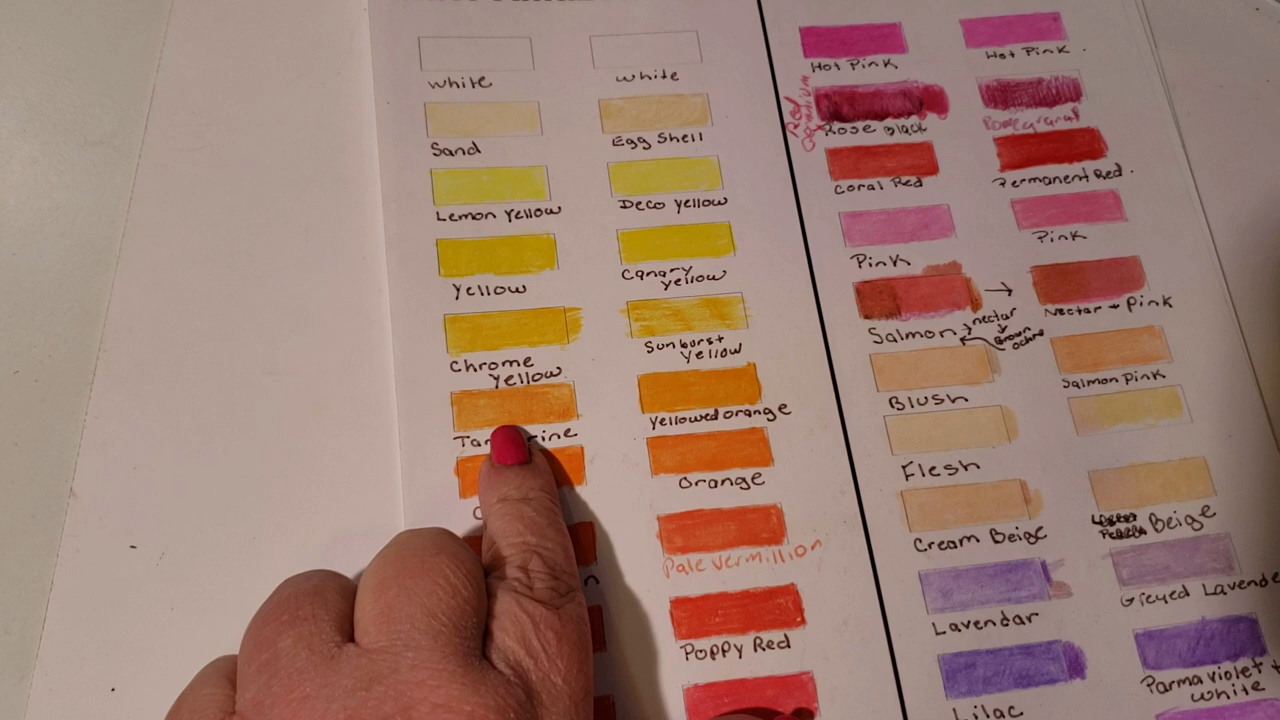 White
white
Sand
Egg Shell
Lemon Yellow
Deco yellow
Yellow
Canary
yellow
Chrome
Yellow
Sunburst
Yellow
yellowed orange
Orange
Pale vermillion
Poppy Red
Hot Pink
Hot Pink
Red
Rose
Coral Red
Permanent Red.
Pink
Pink
Salmon → nectar
Brown
ochre
Nectar + Pink
Blush
Salmon Pink
Flesh
Cream Beige
Beige
Lavendar
Greyed Lavende
Lilac
Parma violet +
white